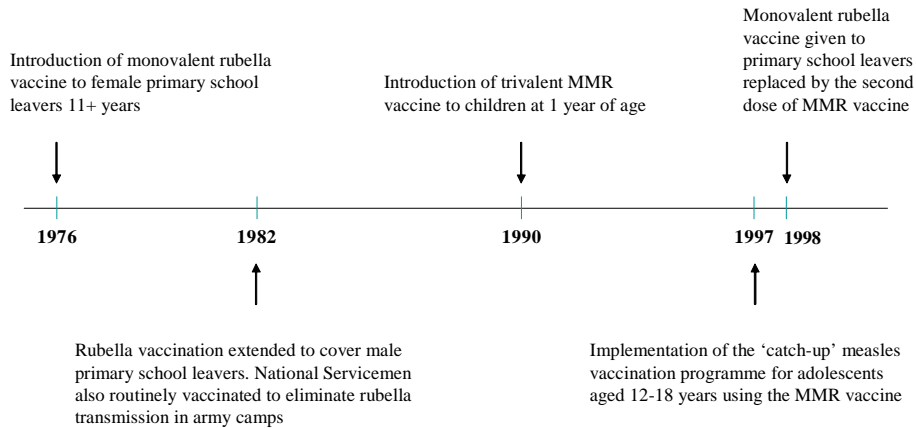 Introduction of monovalent rubella
vaccine to female primary school
leavers 11+ years
Introduction of trivalent MMR
vaccine to children at 1 year of age
Monovalent rubella
vaccine given to
primary school leavers
replaced by the second
dose of MMR vaccine
1976
1982
1990
1997
1998
Rubella vaccination extended to cover male
primary school leavers. National Servicemen
also routinely vaccinated to eliminate rubella
transmission in army camps
Implementation of the ‘catch-up’ measles
vaccination programme for adolescents
aged 12-18 years using the MMR vaccine